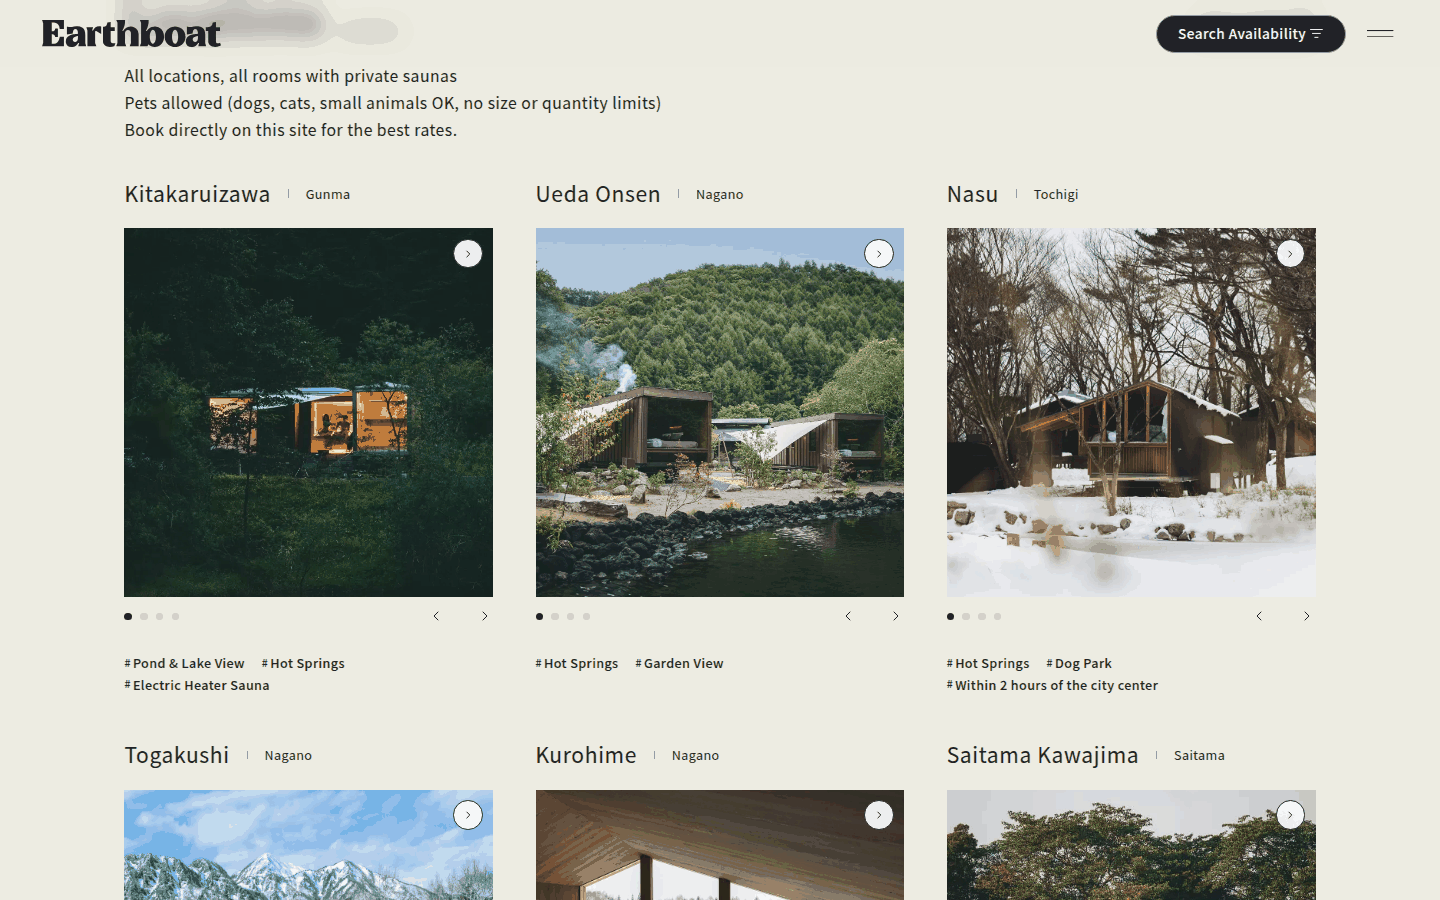 Earthboat
Search Availability
All locations, all rooms with private saunas
Pets allowed (dogs, cats, small animals OK, no size or quantity limits)
Book directly on this site for the best rates.
Kitakaruizawa | Gunma
Ueda Onsen | Nagano
Nasu | Tochigi
# Pond & Lake View # Hot Springs
# Electric Heater Sauna
# Hot Springs # Garden View
# Hot Springs # Dog Park
# Within 2 hours of the city center
Togakushi | Nagano
Kurohime | Nagano
Saitama Kawajima | Saitama